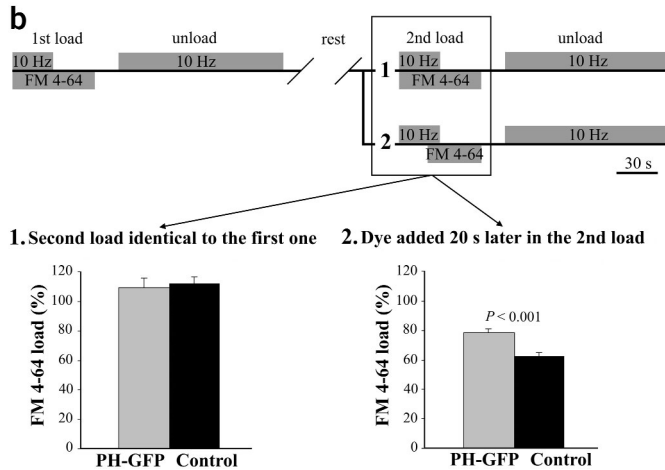 b
1st load unload rest 2nd load unload
10 Hz 10 Hz 1 10 Hz 10 Hz
FM 4-64 FM 4-64
2 10 Hz 10 Hz
FM 4-64
30 s
1. Second load identical to the first one
2. Dye added 20 s later in the 2nd load
FM 4-64 load (%)
120
100
80
60
40
20
0
PH-GFP Control
FM 4-64 load (%)
120
100
80
60
40
20
0
P < 0.001
PH-GFP Control